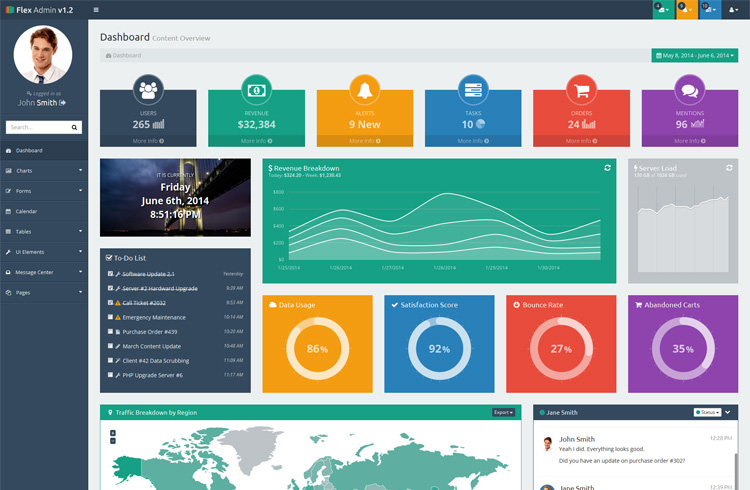 Flex Admin v1.2
Logged in as
John Smith
Search...
Dashboard
Charts
Forms
Calendar
Tables
UI Elements
Message Center
Pages
Dashboard Content Overview
Dashboard
May 8, 2014 - June 6, 2014
USERS
265
More Info
REVENUE
$32,384
More Info
ALERTS
9 New
More Info
TASKS
10
More Info
ORDERS
24
More Info
MENTIONS
96
More Info
IT IS CURRENTLY
Friday
June 6th, 2014
8:51:16 PM
Revenue Breakdown
Today: $324.20 - Week: $1,230.43
$800
$600
$400
$200
$0
1/25/2014
1/26/2014
1/27/2014
1/28/2014
1/29/2014
1/30/2014
Server Load
of 1024 GB used
To-Do List
Software Update 2.1 Yesterday
Server #2 Hardward Upgrade 9:39 AM
Call Ticket #2032 9:53 AM
Emergency Maintenance 10:14 AM
Purchase Order #439 10:20 AM
March Content Update 10:48 AM
Client #42 Data Scrubbing 11:09 AM
PHP Upgrade Server #6 11:17 AM
Data Usage
86%
Satisfaction Score
92%
Bounce Rate
27%
Abandoned Carts
35%
Traffic Breakdown by Region
Export
Jane Smith
Status
John Smith 12:28 PM
Yeah I did. Everything looks good.
Did you have an update on purchase order #302?
Jane Smith 12:39 PM